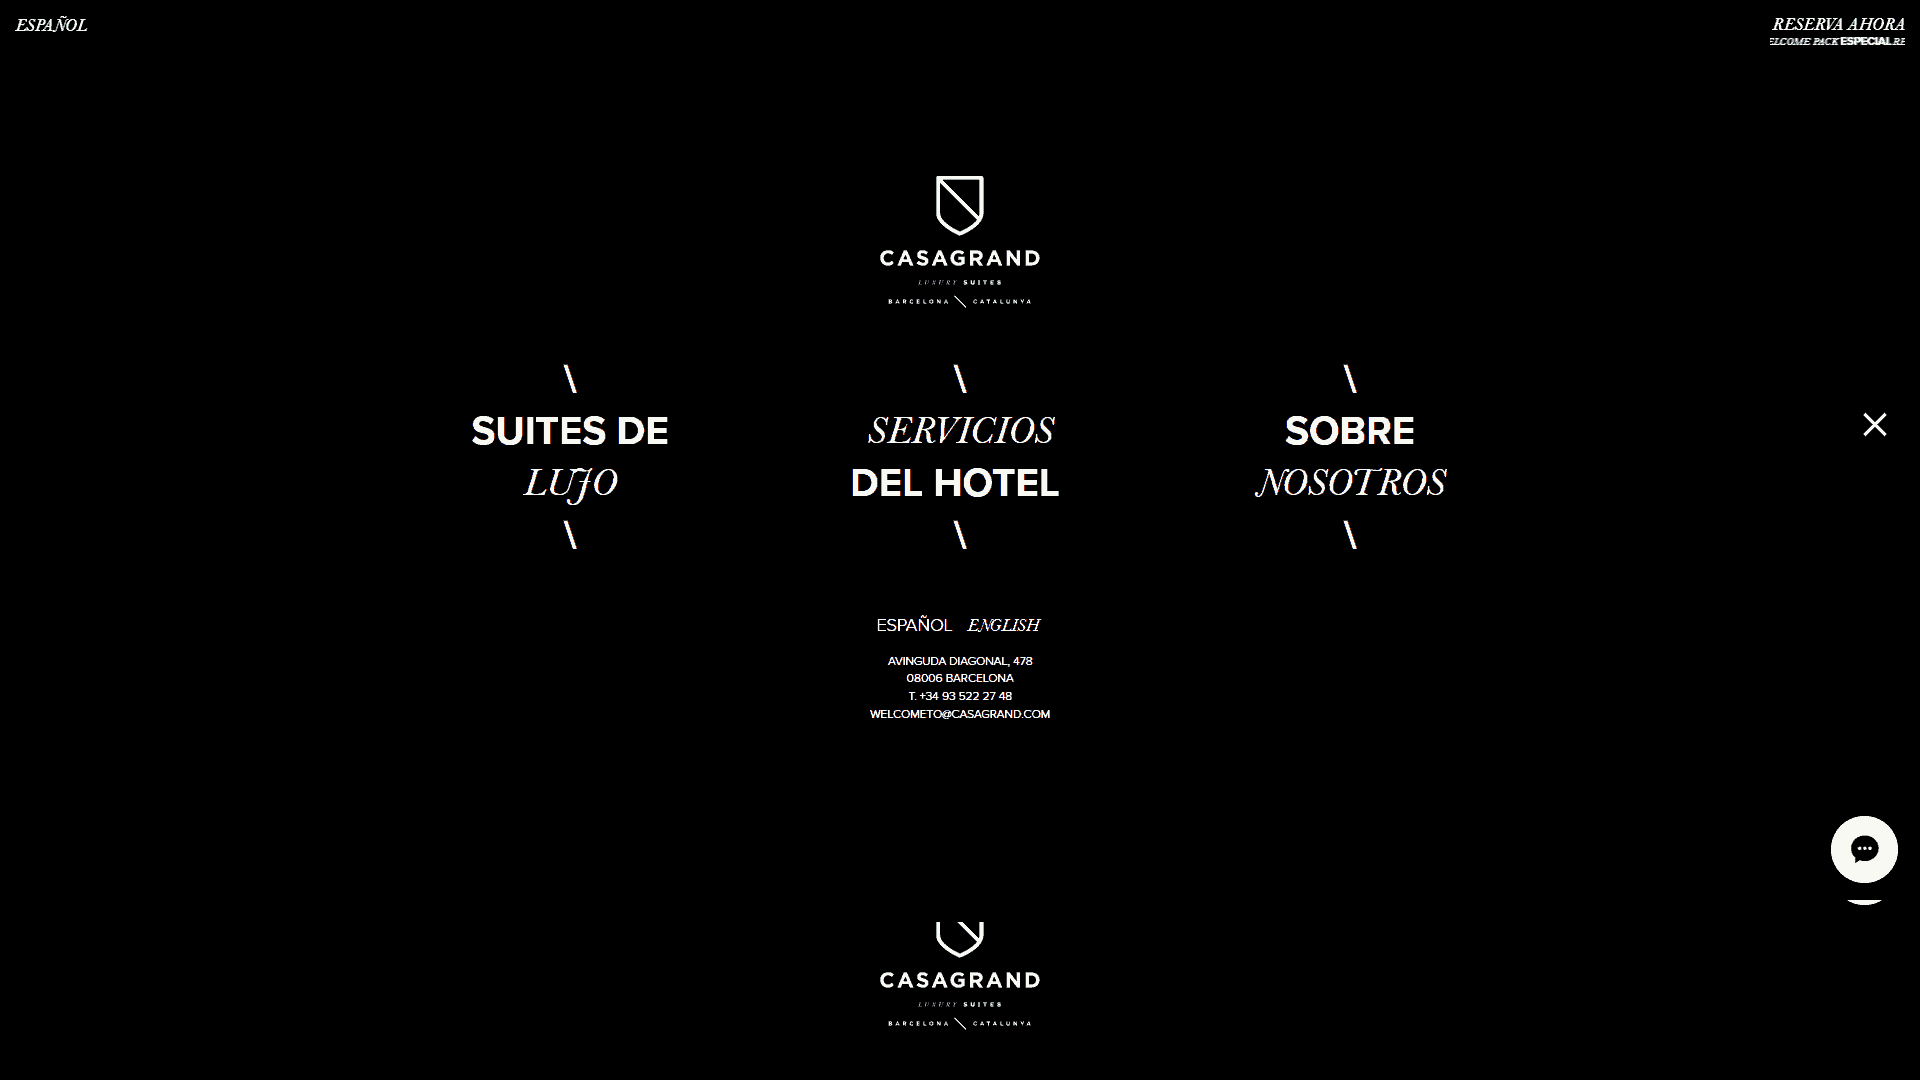 ESPAÑOL
RESERVA AHORA
PACK ESPECIAL
CASAGRAND
LUXURY SUITES
BARCELONA \ CATALUNYA
\
SUITES DE
LUJO
\
\
SERVICIOS
DEL HOTEL
\
\
SOBRE
NOSOTROS
\
ESPAÑOL ENGLISH
AVINGUDA DIAGONAL, 478
08006 BARCELONA
T. +34 93 522 27 48
WELCOMETO@CASAGRAND.COM
CASAGRAND
LUXURY SUITES
BARCELONA \ CATALUNYA